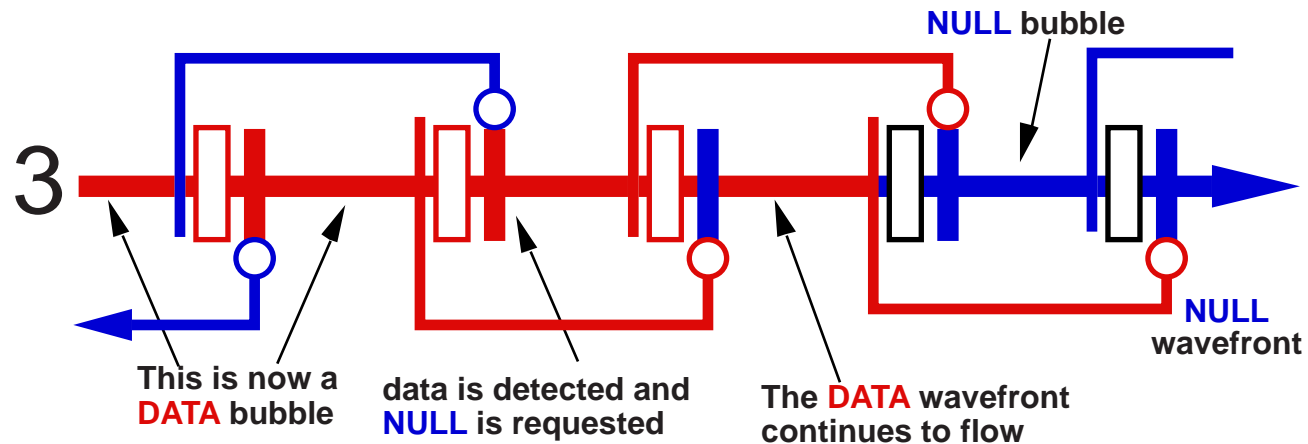 NULL bubble
3
NULL
wavefront
This is now a
DATA bubble
data is detected and
NULL is requested
The DATA wavefront
continues to flow